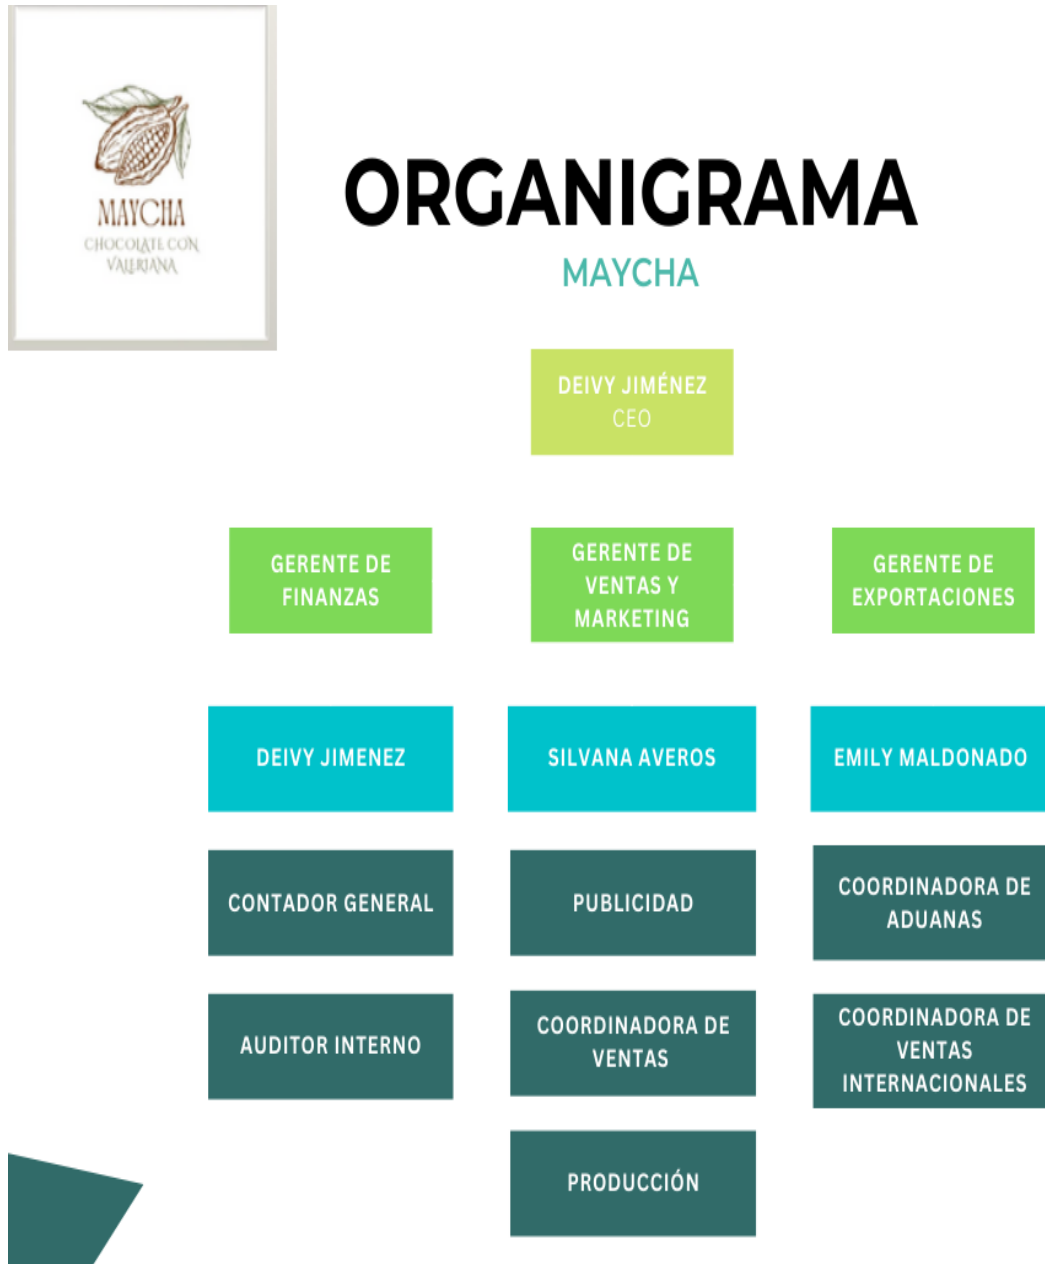 MAYCHA
CHOCOLATE CON
VALERIANA
ORGANIGRAMA
MAYCHA
DEIVY JIMÉNEZ
CEO
GERENTE DE
FINANZAS
GERENTE DE
VENTAS Y
MARKETING
GERENTE DE
EXPORTACIONES
DEIVY JIMENEZ
SILVANA AVEROS
EMILY MALDONADO
CONTADOR GENERAL
PUBLICIDAD
COORDINADORA DE
ADUANAS
AUDITOR INTERNO
COORDINADORA DE
VENTAS
COORDINADORA DE
VENTAS
INTERNACIONALES
PRODUCCIÓN